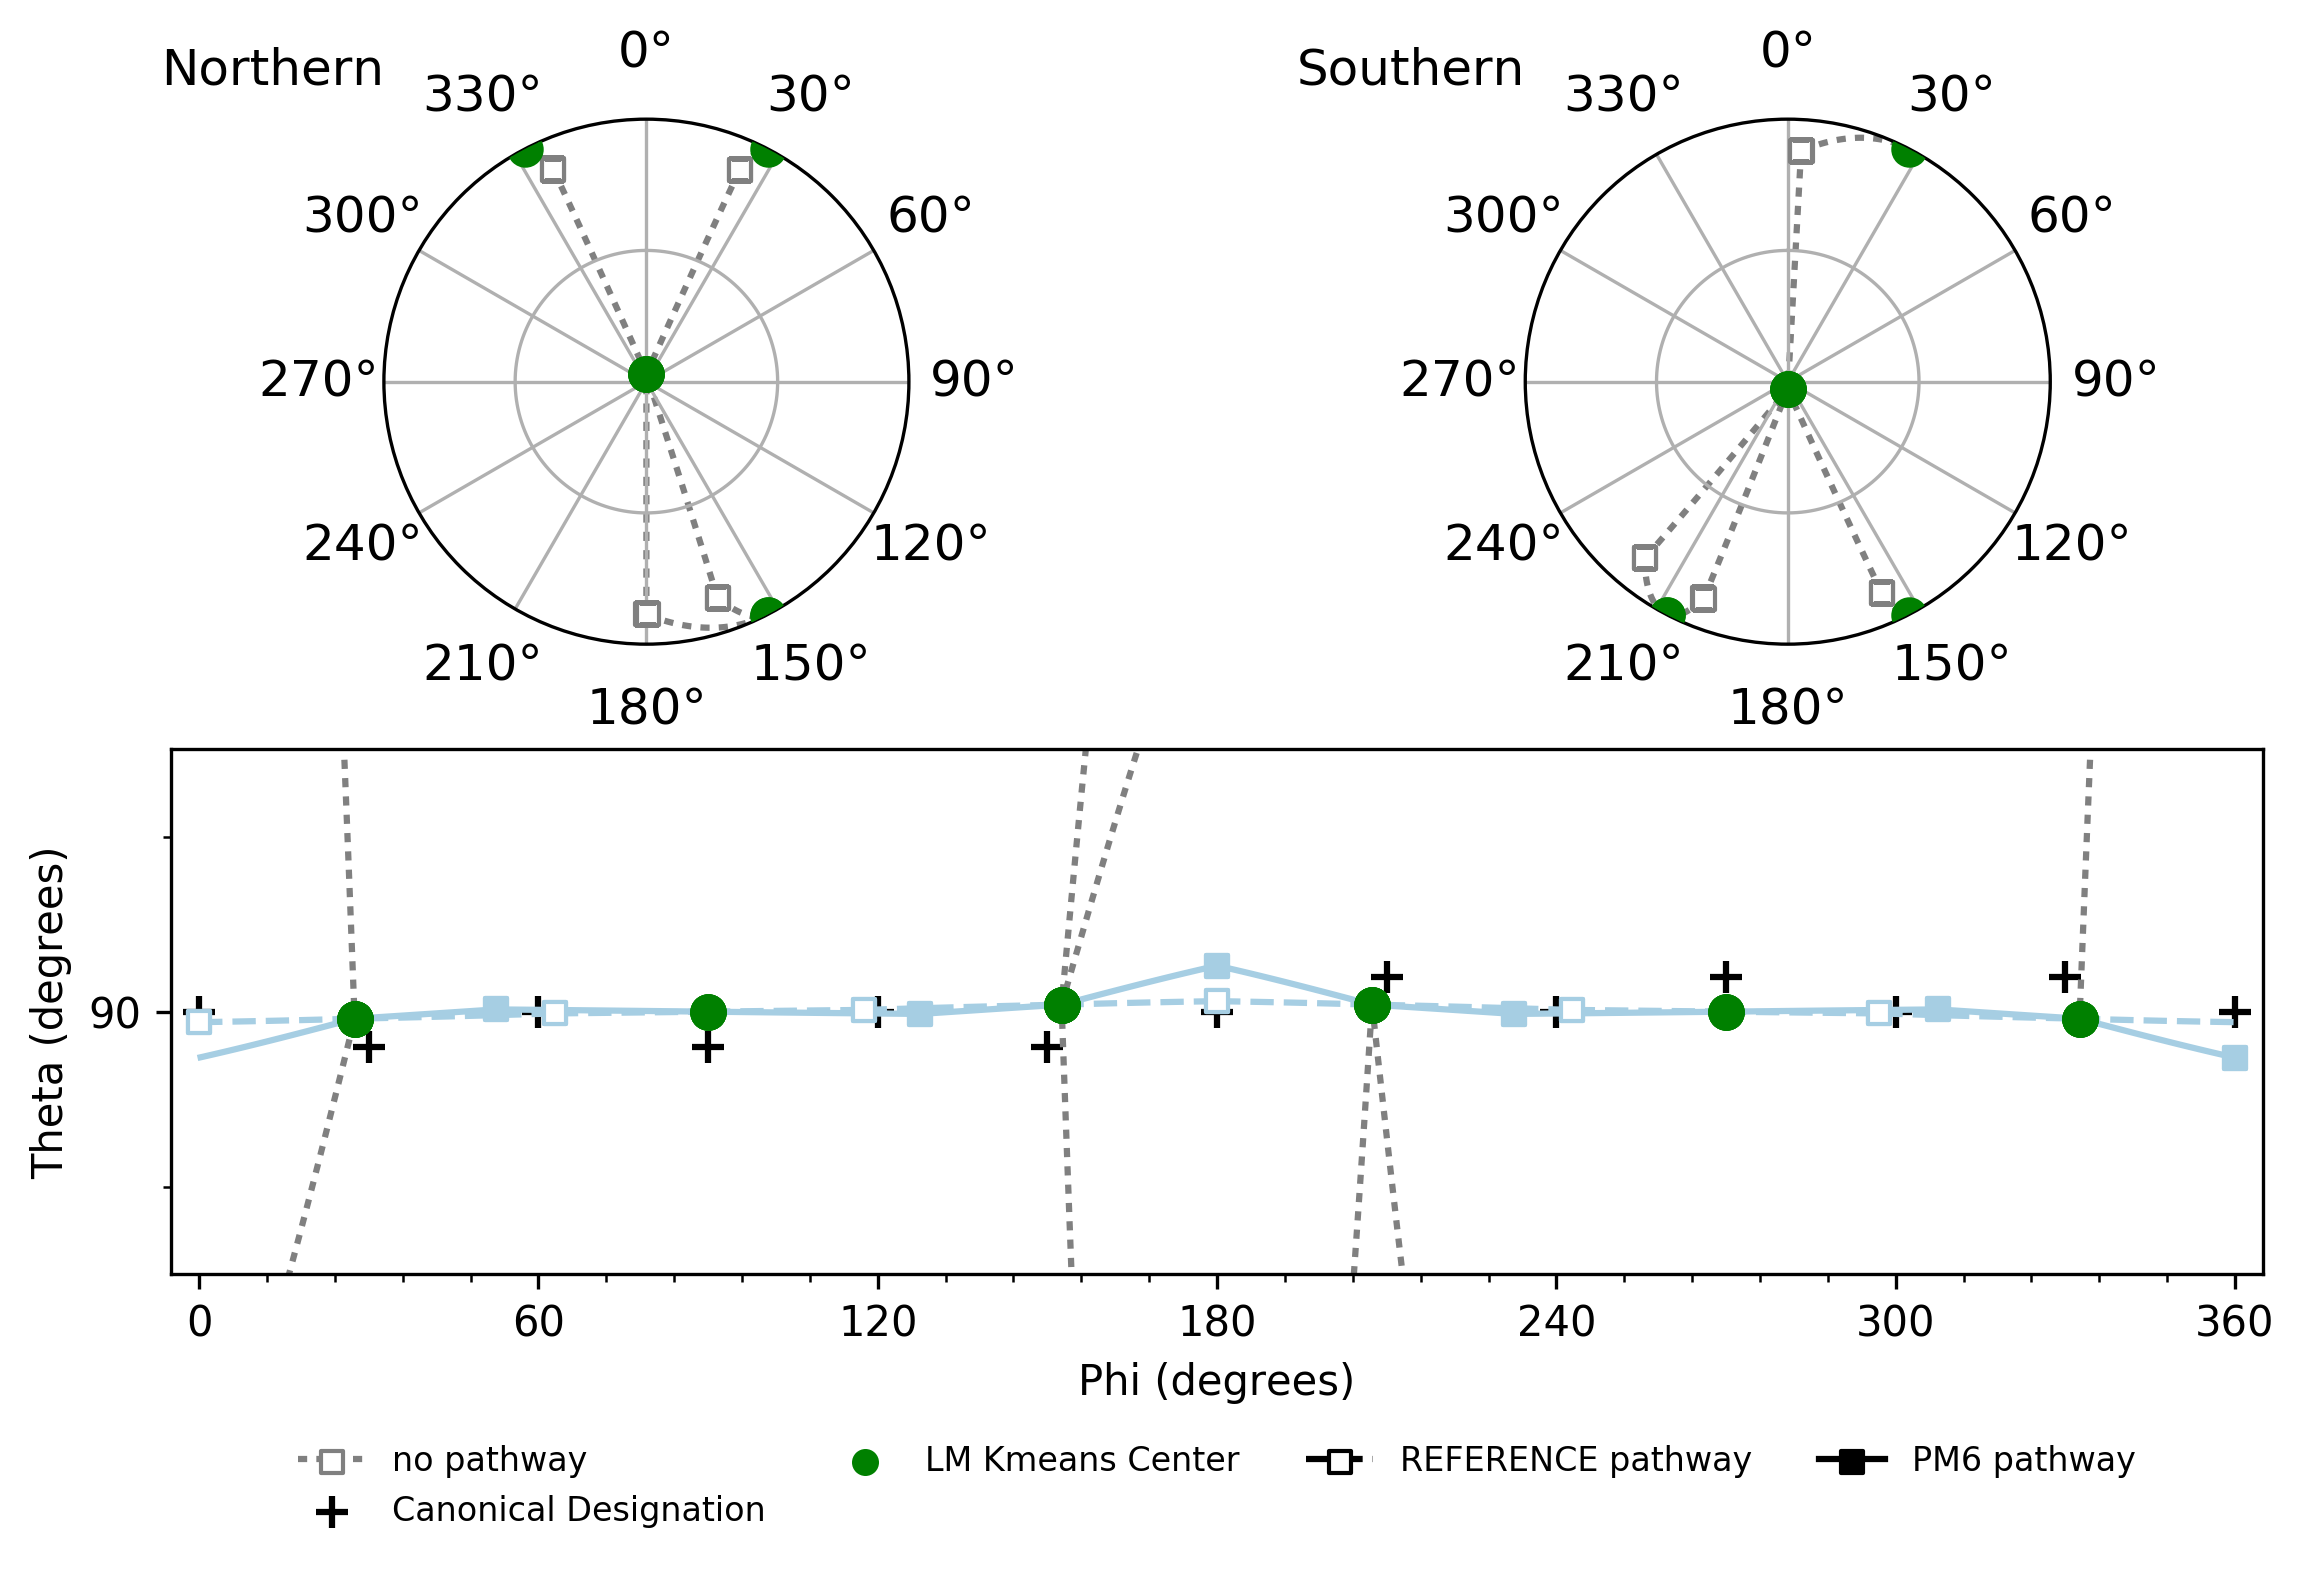 Northern
0°
30°
60°
90°
120°
150°
180°
210°
240°
270°
300°
330°
Southern
0°
30°
60°
90°
120°
150°
180°
210°
240°
270°
300°
330°
Theta (degrees)
90
0 60 120 180 240 300 360
Phi (degrees)
no pathway
Canonical Designation
LM Kmeans Center
REFERENCE pathway
PM6 pathway